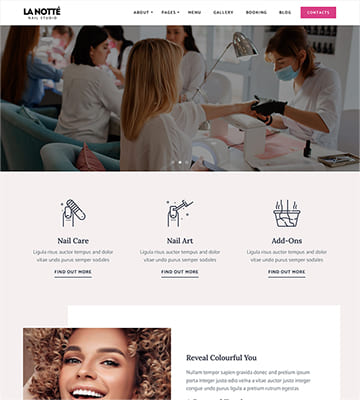 LA NOTTÉ
NAIL STUDIO
ABOUT PAGES MENU GALLERY BOOKING BLOG CONTACTS
Nail Care
Ligula risus auctor tempus and dolor
vitae undo purus semper sodales
FIND OUT MORE
Nail Art
Ligula risus auctor tempus and dolor
vitae undo purus semper sodales
FIND OUT MORE
Add-Ons
Ligula risus auctor tempus and dolor
vitae undo purus semper sodales
FIND OUT MORE
Reveal Colourful You
Nullam tempor sapien gravida donec and pretium ipsum
porta integer justo odio velna a vitae auctor justo integer
congue undo purus ligula a pretium rutrum egestas